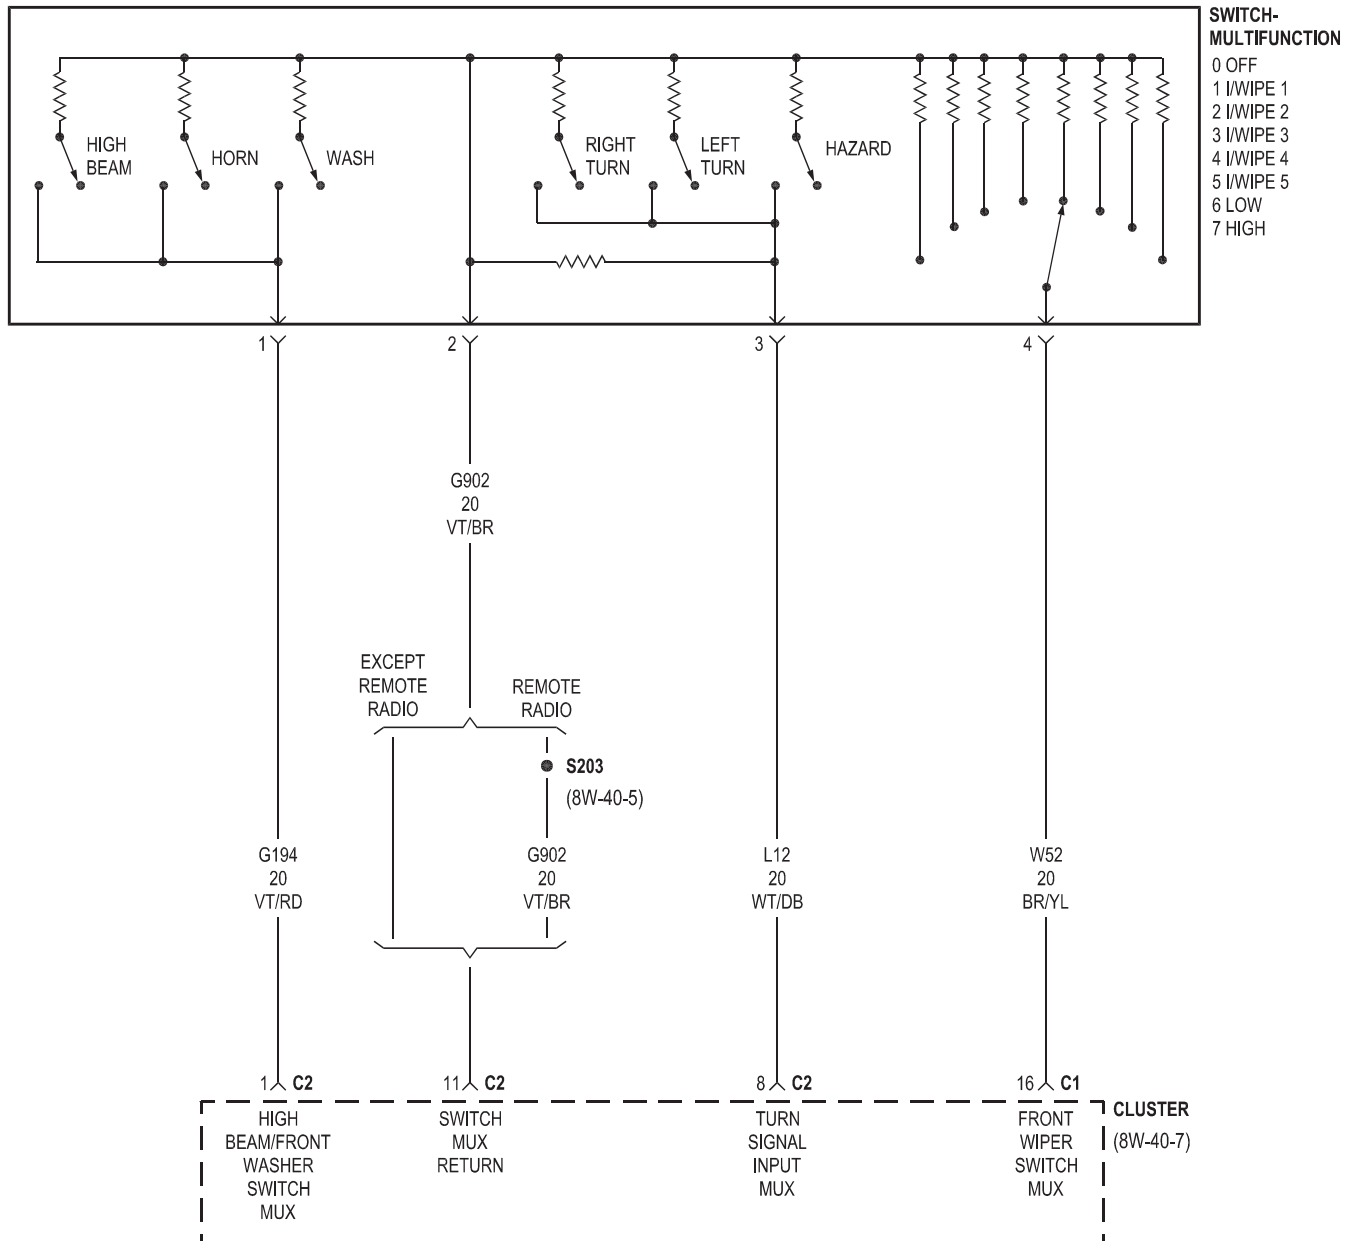 SWITCH-
MULTIFUNCTION
0 OFF
1 I/WIPE 1
2 I/WIPE 2
3 I/WIPE 3
4 I/WIPE 4
5 I/WIPE 5
6 LOW
7 HIGH
HIGH
BEAM
HORN
WASH
RIGHT
TURN
LEFT
TURN
HAZARD
1
2
3
4
G902
20
VT/BR
EXCEPT
REMOTE
RADIO
REMOTE
RADIO
S203
(8W-40-5)
G194
20
VT/RD
G902
20
VT/BR
L12
20
WT/DB
W52
20
BR/YL
1 C2
11 C2
8 C2
16 C1
HIGH
BEAM/FRONT
WASHER
SWITCH
MUX
SWITCH
MUX
RETURN
TURN
SIGNAL
INPUT
MUX
FRONT
WIPER
SWITCH
MUX
CLUSTER
(8W-40-7)